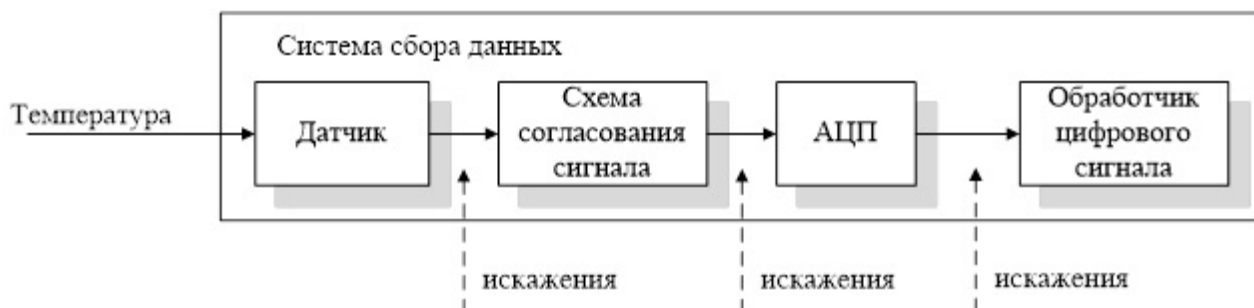 Система сбора данных
Температура
Датчик
Схема
согласования
сигнала
АЦП
Обработчик
цифрового
сигнала
искажения
искажения
искажения